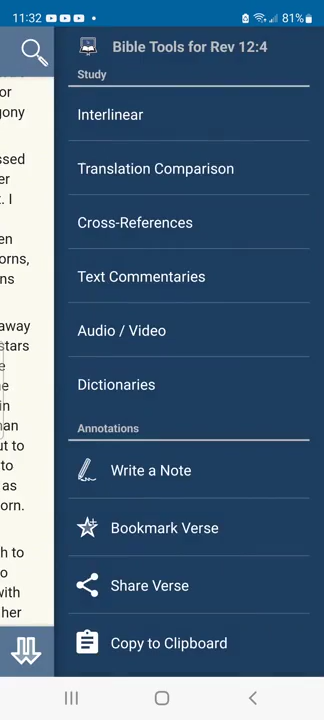 11:32
81%
Bible Tools for Rev 12:4
Study
Interlinear
Translation Comparison
Cross-References
Text Commentaries
Audio / Video
Dictionaries
Annotations
Write a Note
Bookmark Verse
Share Verse
Copy to Clipboard
or
gony
ssed
er
. I
en
orns,
ns
away
stars
e
e
in
an
ut to
to
as
orn.
h to
o
with
her